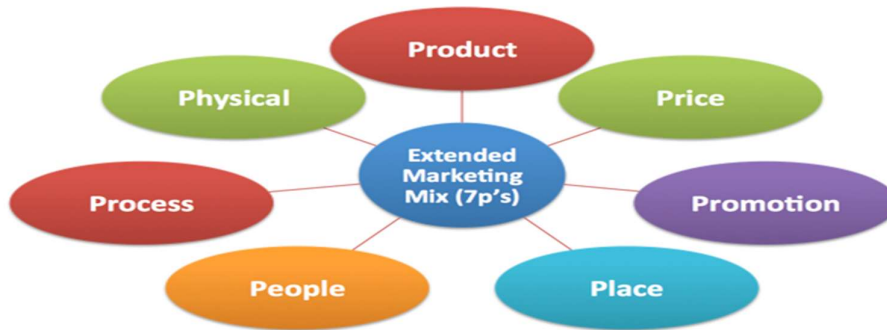 Product
Physical
Price
Extended
Marketing
Mix (7p's)
Process
Promotion
People
Place